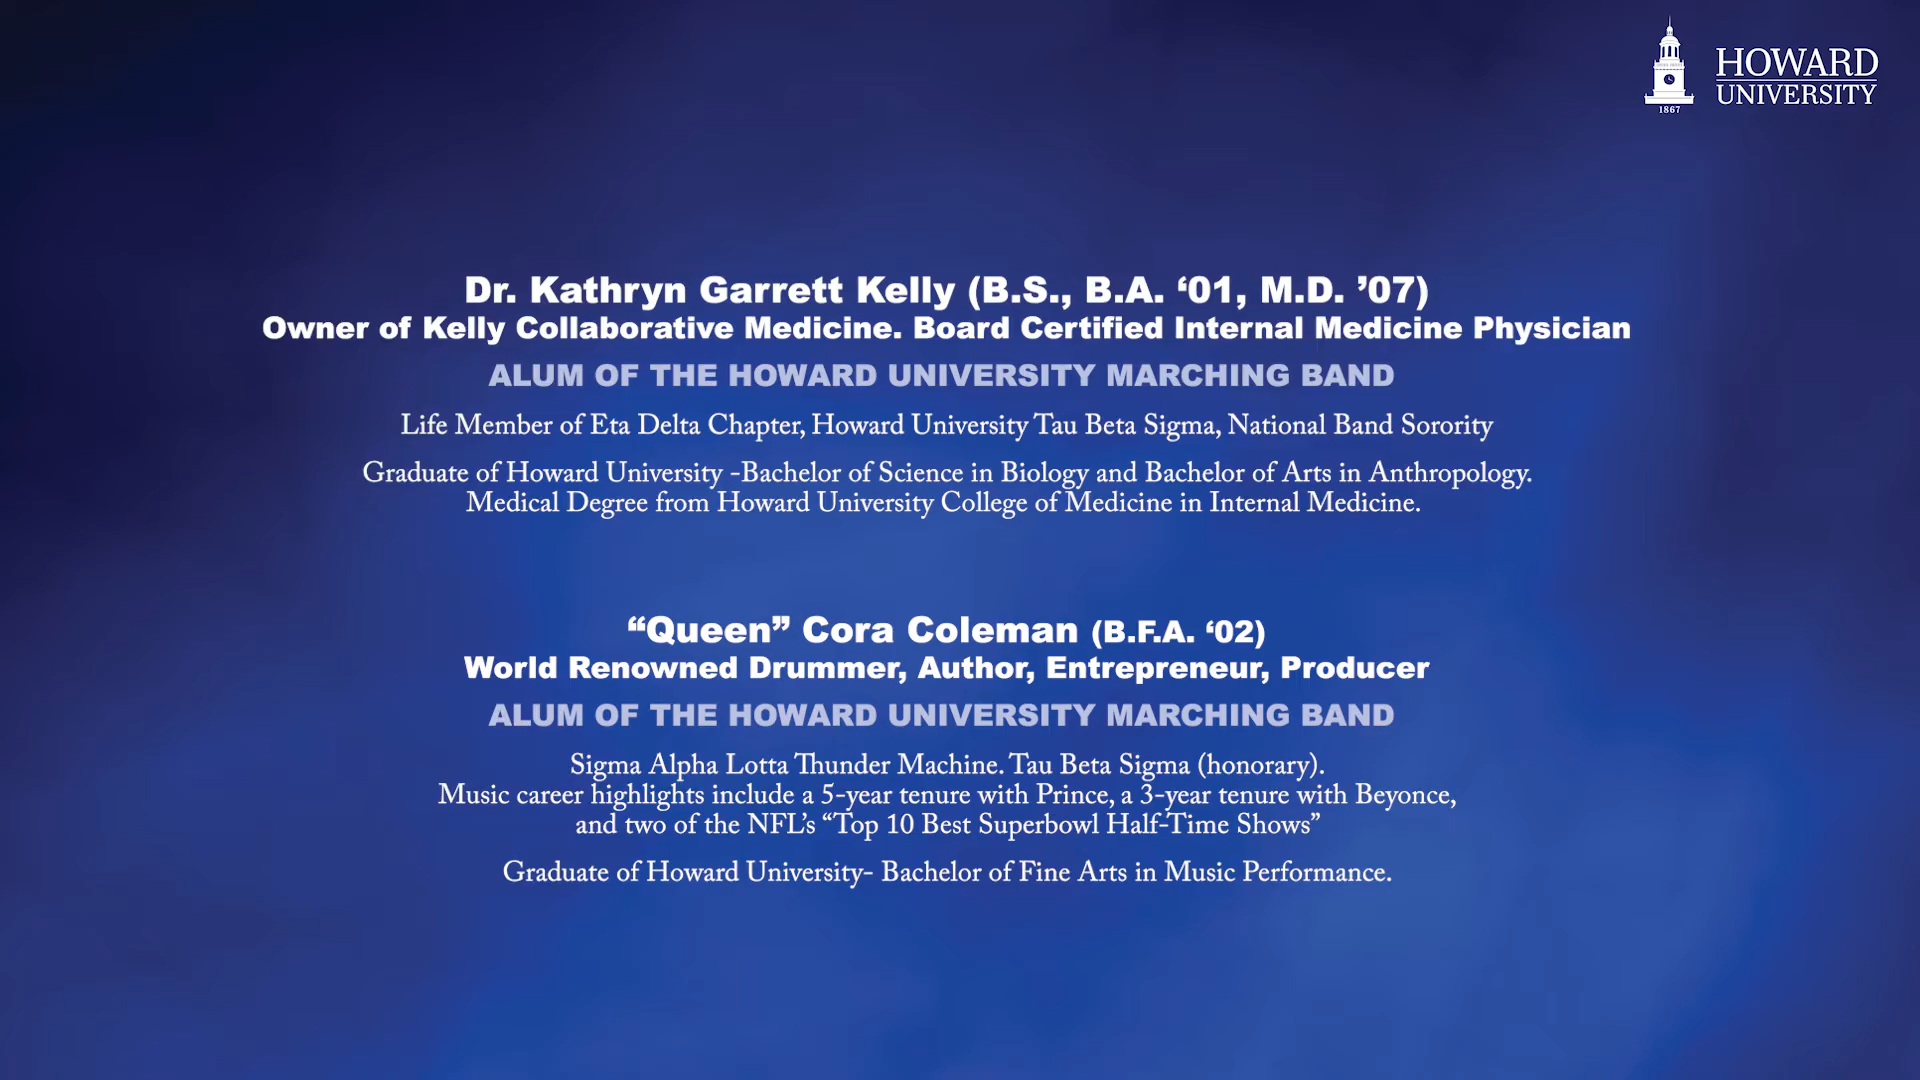 HOWARD
UNIVERSITY
1867
Dr. Kathryn Garrett Kelly (B.S., B.A. ‘01, M.D. ’07)
Owner of Kelly Collaborative Medicine. Board Certified Internal Medicine Physician
ALUM OF THE HOWARD UNIVERSITY MARCHING BAND
Life Member of Eta Delta Chapter, Howard University Tau Beta Sigma, National Band Sorority
Graduate of Howard University -Bachelor of Science in Biology and Bachelor of Arts in Anthropology.
Medical Degree from Howard University College of Medicine in Internal Medicine.
“Queen” Cora Coleman (B.F.A. ‘02)
World Renowned Drummer, Author, Entrepreneur, Producer
ALUM OF THE HOWARD UNIVERSITY MARCHING BAND
Sigma Alpha Lotta Thunder Machine. Tau Beta Sigma (honorary).
Music career highlights include a 5-year tenure with Prince, a 3-year tenure with Beyonce,
and two of the NFL’s “Top 10 Best Superbowl Half-Time Shows”
Graduate of Howard University- Bachelor of Fine Arts in Music Performance.